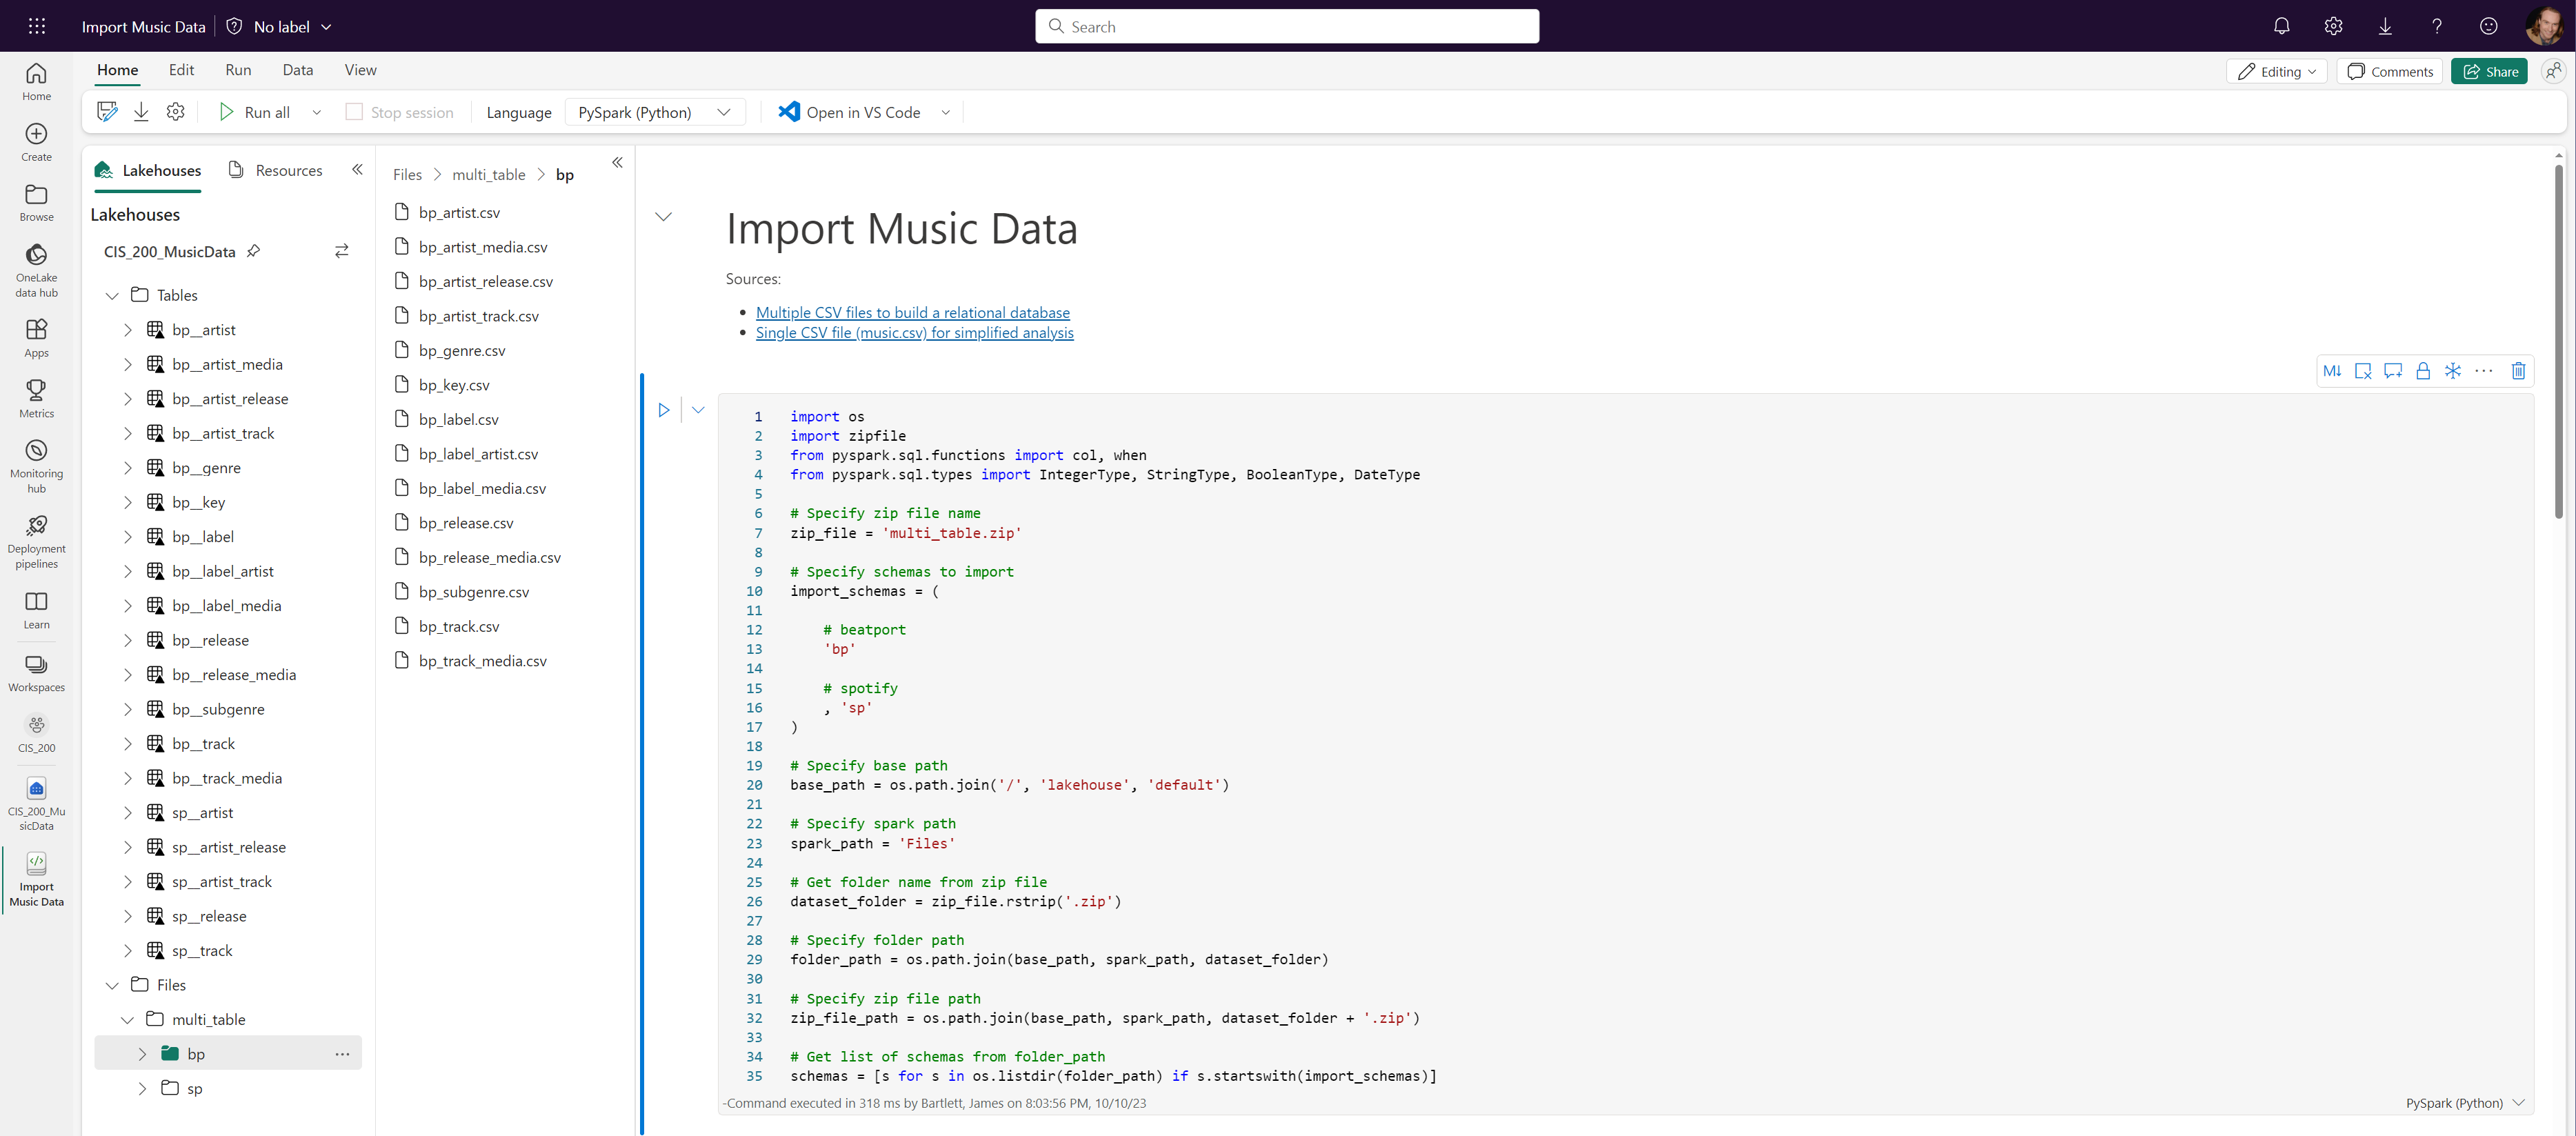 Import Music Data
No label
Search
Home
Edit
Run
Data
View
Editing
Comments
Share
Run all
Stop session
Language
PySpark (Python)
Open in VS Code
Home
Create
Browse
OneLake
data hub
Apps
Metrics
Monitoring
hub
Deployment
pipelines
Learn
Workspaces
CIS_200
CIS_200_Mu
sicData
Import
Music Data
Lakehouses
Resources
Lakehouses
CIS_200_MusicData
Tables
bp__artist
bp__artist_media
bp__artist_release
bp__artist_track
bp__genre
bp__key
bp__label
bp__label_artist
bp__label_media
bp__release
bp__release_media
bp__subgenre
bp__track
bp__track_media
sp__artist
sp__artist_release
sp__artist_track
sp__release
sp__track
Files
multi_table
bp
sp
Files > multi_table > bp
bp_artist.csv
bp_artist_media.csv
bp_artist_release.csv
bp_artist_track.csv
bp_genre.csv
bp_key.csv
bp_label.csv
bp_label_artist.csv
bp_label_media.csv
bp_release.csv
bp_release_media.csv
bp_subgenre.csv
bp_track.csv
bp_track_media.csv
Import Music Data
Sources:
• Multiple CSV files to build a relational database
• Single CSV file (music.csv) for simplified analysis
M↓
1 import os
2 import zipfile
3 from pyspark.sql.functions import col, when
4 from pyspark.sql.types import IntegerType, StringType, BooleanType, DateType
5
6 # Specify zip file name
7 zip_file = 'multi_table.zip'
8
9 # Specify schemas to import
10 import_schemas = (
11
12     # beatport
13     'bp'
14
15     # spotify
16     , 'sp'
17 )
18
19 # Specify base path
20 base_path = os.path.join('/', 'lakehouse', 'default')
21
22 # Specify spark path
23 spark_path = 'Files'
24
25 # Get folder name from zip file
26 dataset_folder = zip_file.rstrip('.zip')
27
28 # Specify folder path
29 folder_path = os.path.join(base_path, spark_path, dataset_folder)
30
31 # Specify zip file path
32 zip_file_path = os.path.join(base_path, spark_path, dataset_folder + '.zip')
33
34 # Get list of schemas from folder_path
35 schemas = [s for s in os.listdir(folder_path) if s.startswith(import_schemas)]
-Command executed in 318 ms by Bartlett, James on 8:03:56 PM, 10/10/23
PySpark (Python)